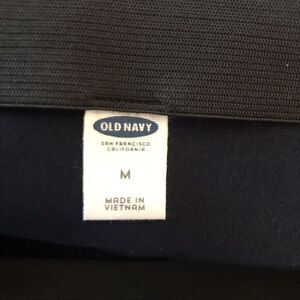 OLD NAVY
SAN FRANCISCO
CALIFORNIA
M
MADE IN
VIETNAM